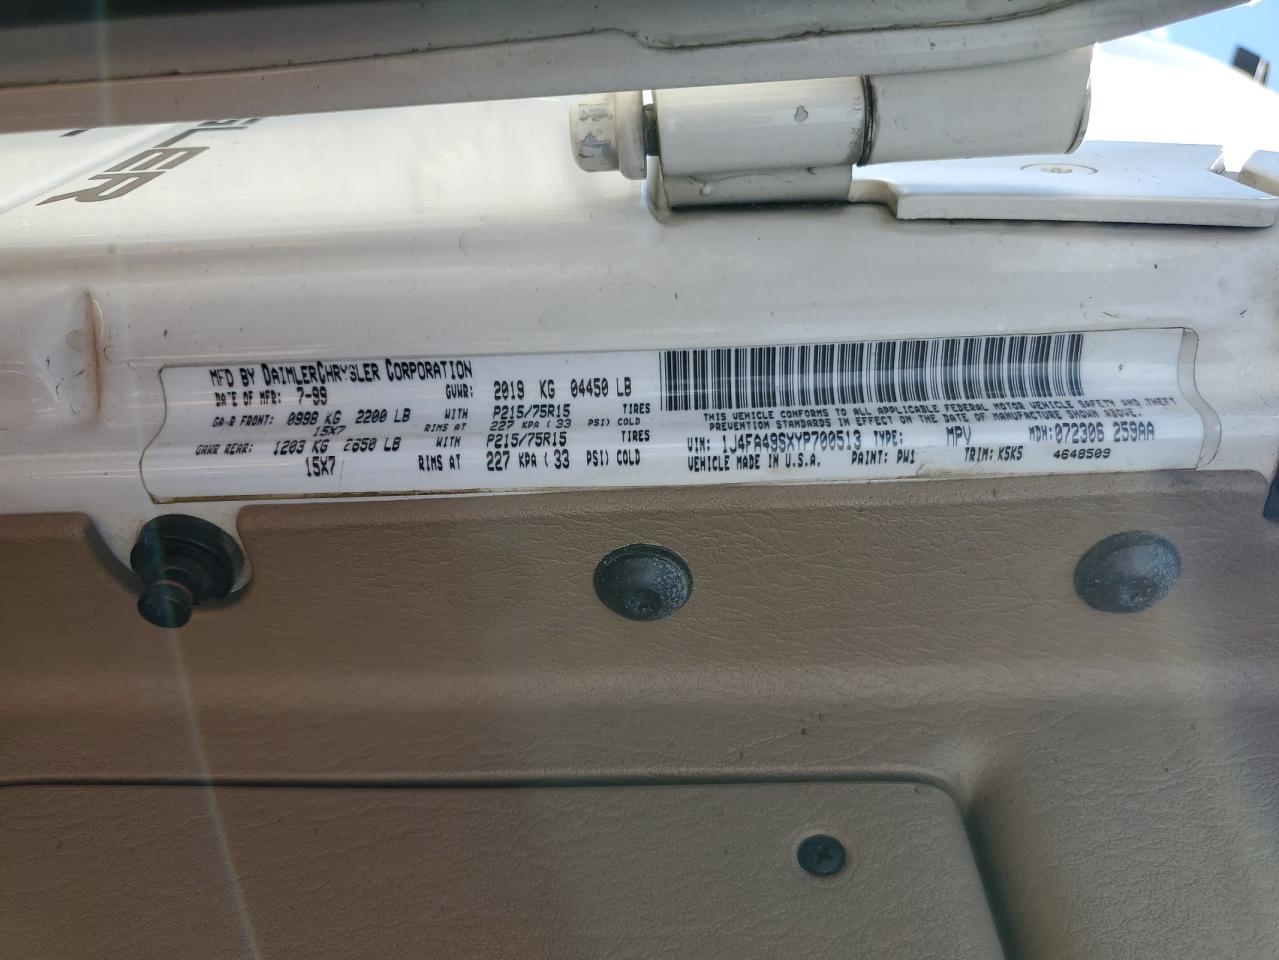 LER
MFD BY DAIMLERCHRYSLER CORPORATION
DATE OF MFR: 7-99 GVWR: 2019 KG 04450 LB
GAWR FRONT: 0998 KG 2200 LB WITH P215/75R15 TIRES
15X7 RIMS AT 227 KPA ( 33 PSI) COLD
GAWR REAR: 1203 KG 2650 LB WITH P215/75R15 TIRES
15X7 RIMS AT 227 KPA ( 33 PSI) COLD
THIS VEHICLE CONFORMS TO ALL APPLICABLE FEDERAL MOTOR VEHICLE SAFETY AND THEFT
PREVENTION STANDARDS IN EFFECT ON THE DATE OF MANUFACTURE SHOWN ABOVE.
VIN: 1J4FA49SXYP700513 TYPE: MPV MDH: 072306 259AA
VEHICLE MADE IN U.S.A. PAINT: PW1 TRIM: K5K5 4648509